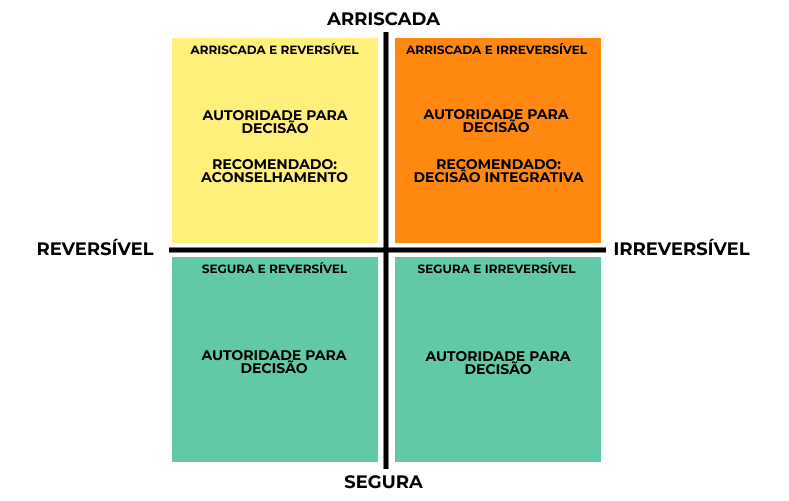 ARRISCADA
ARRISCADA E REVERSÍVEL
AUTORIDADE PARA
DECISÃO
RECOMENDADO:
ACONSELHAMENTO
ARRISCADA E IRREVERSÍVEL
AUTORIDADE PARA
DECISÃO
RECOMENDADO:
DECISÃO INTEGRATIVA
REVERSÍVEL
IRREVERSÍVEL
SEGURA E REVERSÍVEL
AUTORIDADE PARA
DECISÃO
SEGURA E IRREVERSÍVEL
AUTORIDADE PARA
DECISÃO
SEGURA